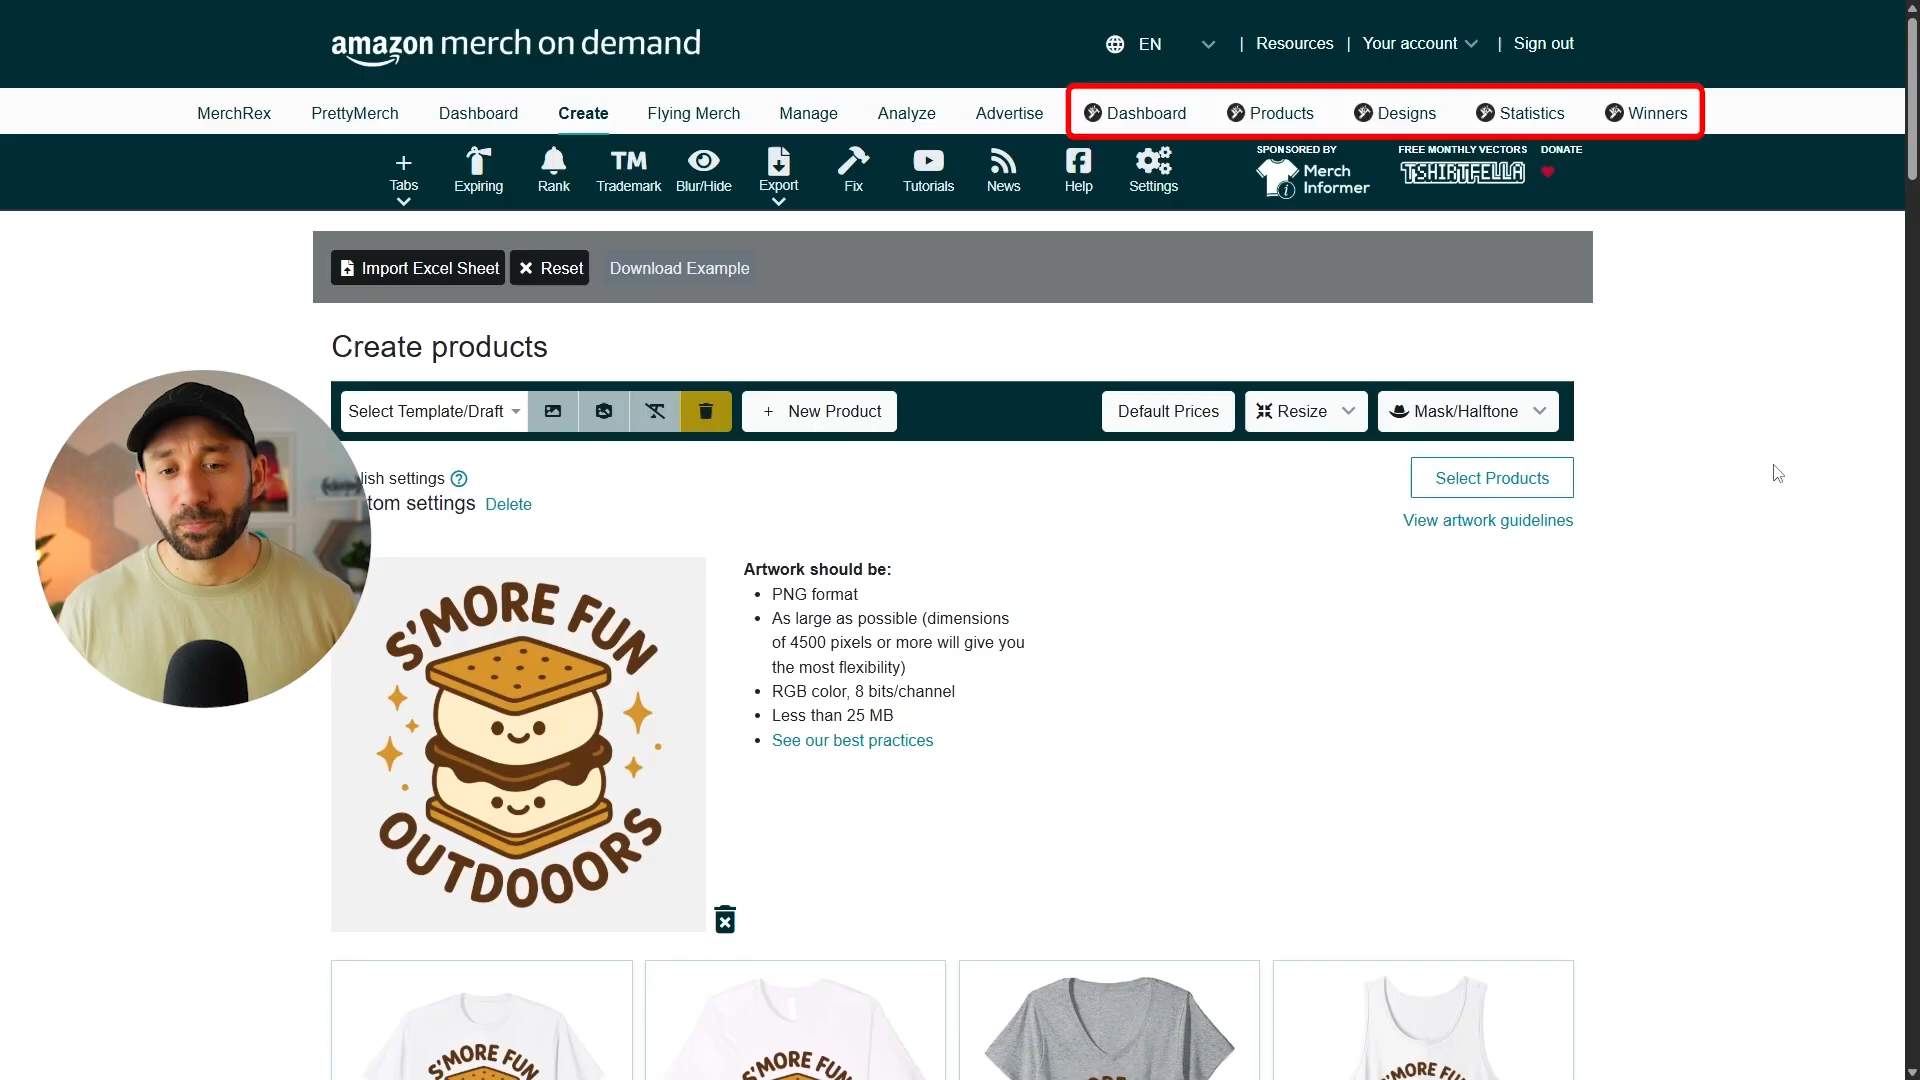 amazon merch on demand
EN | Resources | Your account | Sign out
MerchRex PrettyMerch Dashboard Create Flying Merch Manage Analyze Advertise Dashboard Products Designs Statistics Winners
Tabs Expiring Rank TM Trademark Blur/Hide Export Fix Tutorials News Help Settings
SPONSORED BY Merch Informer
FREE MONTHLY VECTORS TSHIRTFELLA
DONATE
Import Excel Sheet Reset Download Example
Create products
Select Template/Draft + New Product Default Prices Resize Mask/Halftone
lish settings
tom settings Delete
Select Products
View artwork guidelines
S'MORE FUN
OUTDOOORS
Artwork should be:
• PNG format
• As large as possible (dimensions
of 4500 pixels or more will give you
the most flexibility)
• RGB color, 8 bits/channel
• Less than 25 MB
• See our best practices
S'MORE FUN
S'MORE FUN